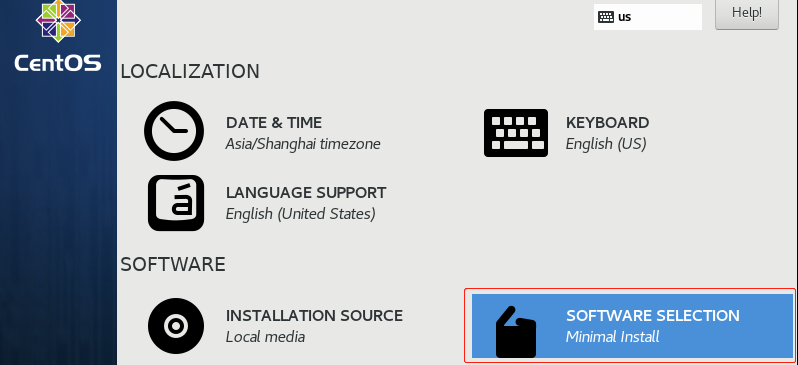 us
Help!
CentOS
LOCALIZATION
DATE & TIME
Asia/Shanghai timezone
KEYBOARD
English (US)
á
LANGUAGE SUPPORT
English (United States)
SOFTWARE
INSTALLATION SOURCE
Local media
SOFTWARE SELECTION
Minimal Install